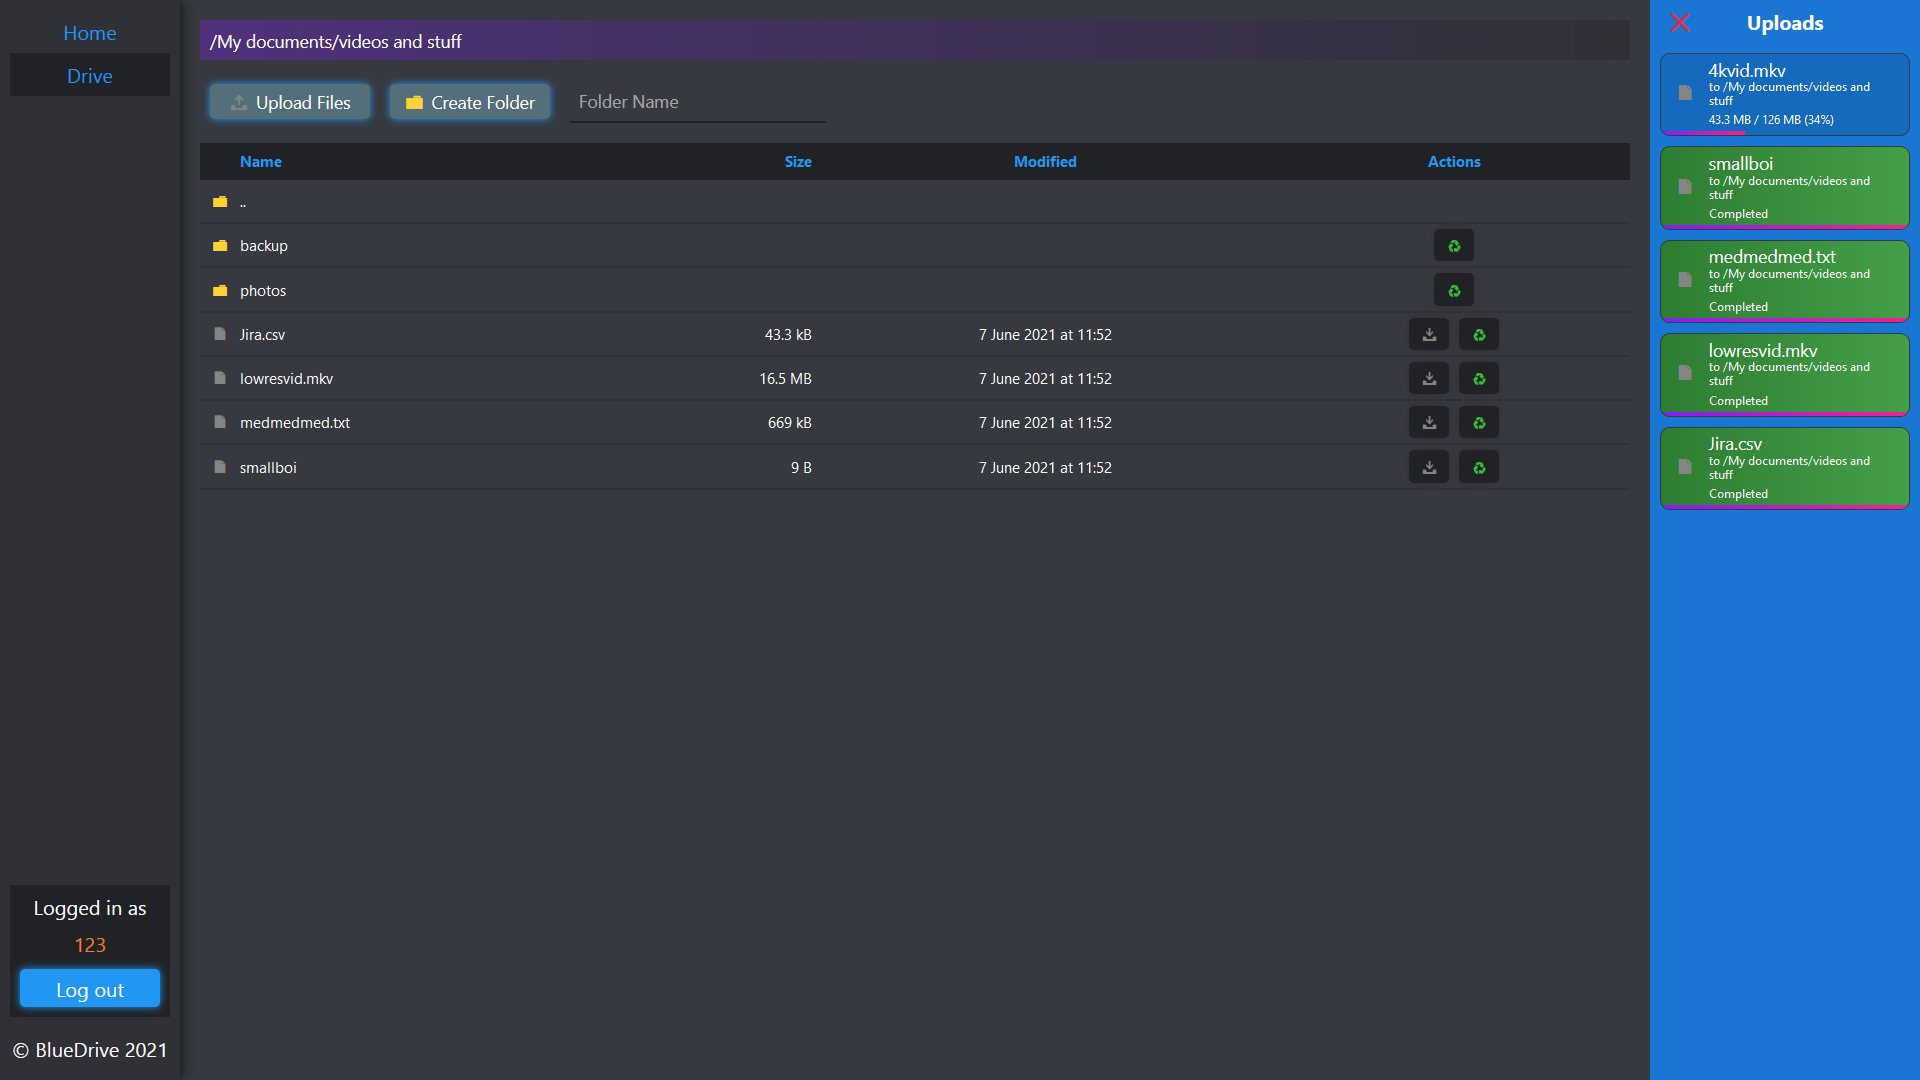 Home
Drive
Logged in as
123
Log out
© BlueDrive 2021
/My documents/videos and stuff
Upload Files
Create Folder
Folder Name
Name Size Modified Actions
..
backup
photos
Jira.csv 43.3 kB 7 June 2021 at 11:52
lowresvid.mkv 16.5 MB 7 June 2021 at 11:52
medmedmed.txt 669 kB 7 June 2021 at 11:52
smallboi 9 B 7 June 2021 at 11:52
Uploads
4kvid.mkv
to /My documents/videos and
stuff
43.3 MB / 126 MB (34%)
smallboi
to /My documents/videos and
stuff
Completed
medmedmed.txt
to /My documents/videos and
stuff
Completed
lowresvid.mkv
to /My documents/videos and
stuff
Completed
Jira.csv
to /My documents/videos and
stuff
Completed